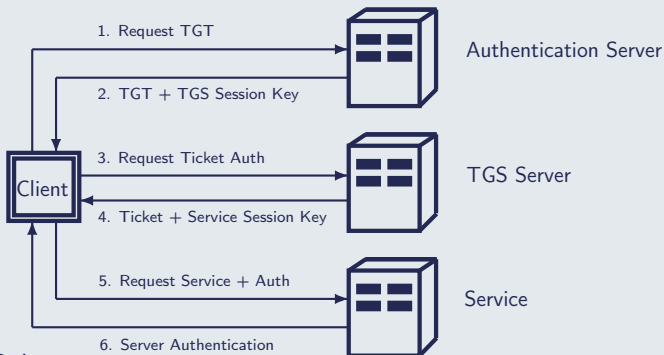 1. Request TGT
Authentication Server
2. TGT + TGS Session Key
3. Request Ticket Auth
Client
TGS Server
4. Ticket + Service Session Key
5. Request Service + Auth
Service
6. Server Authentication